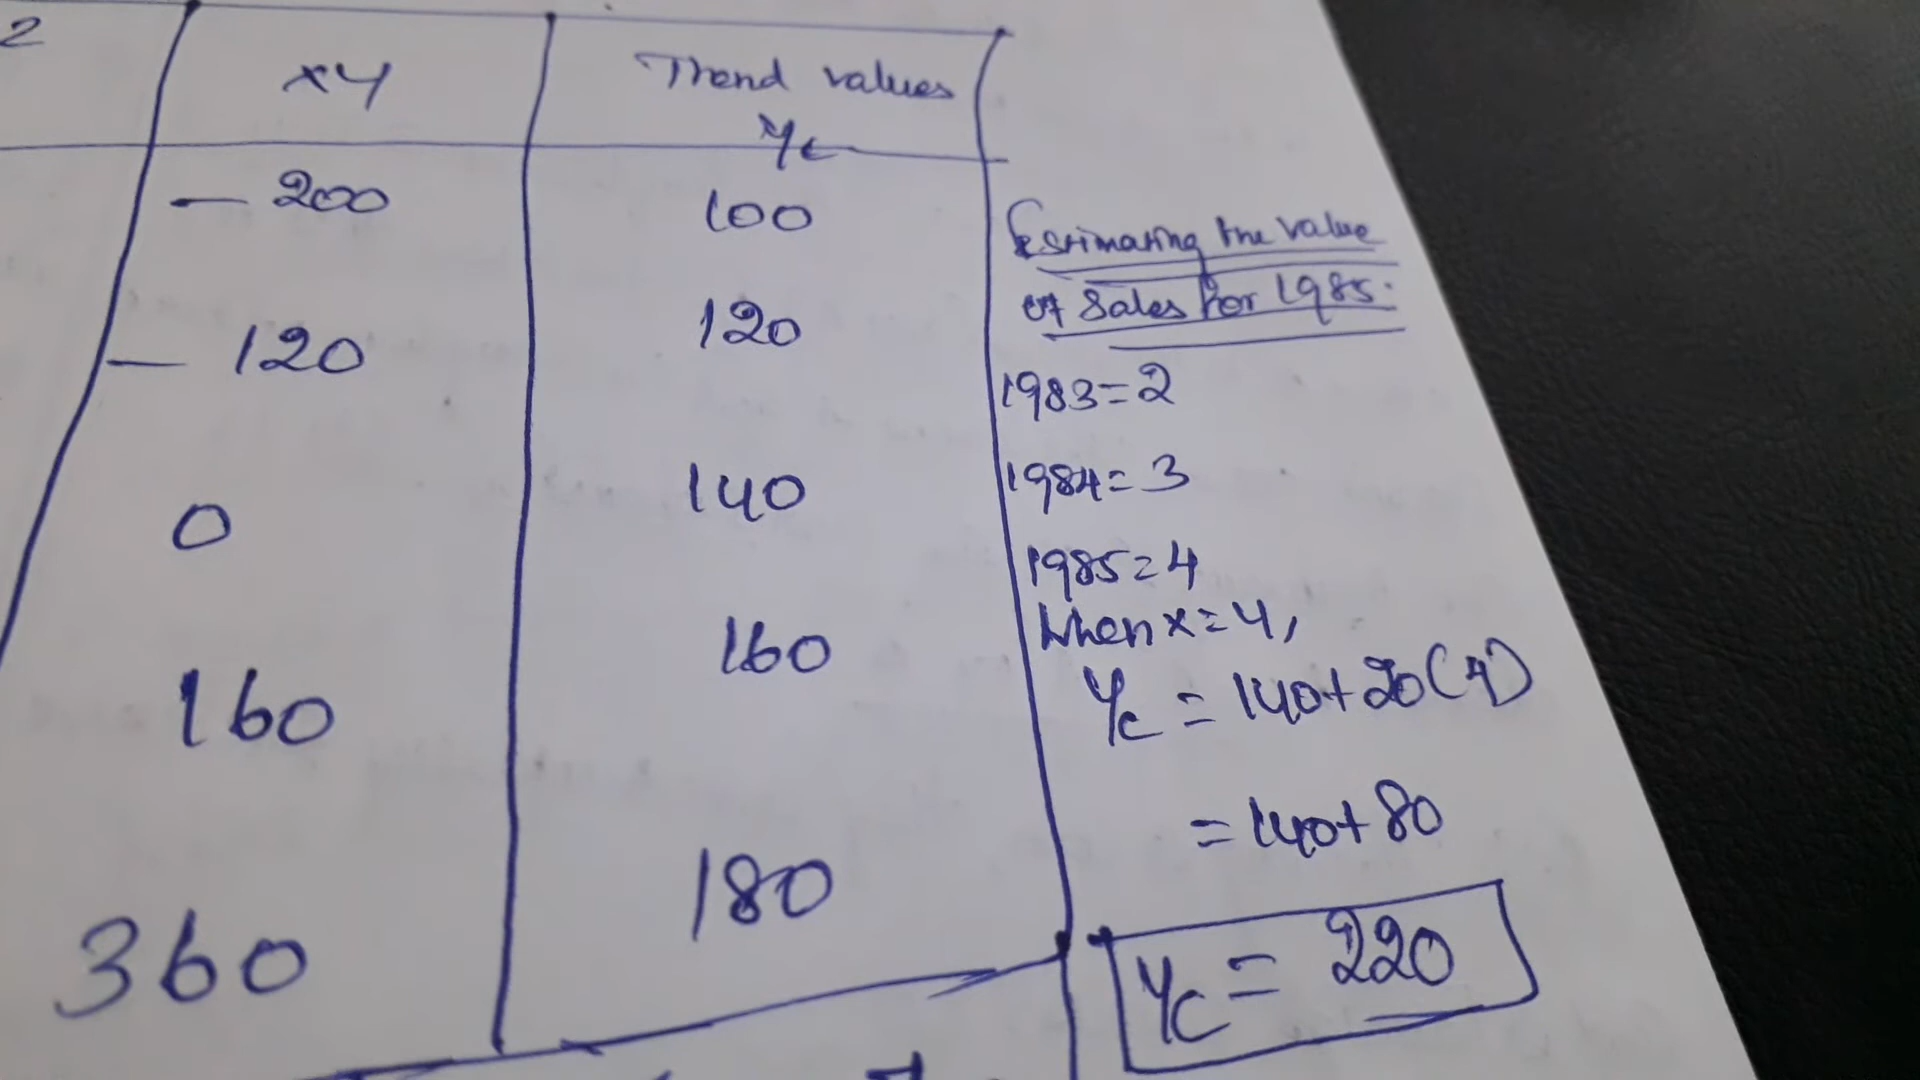 2
xy
Trend values
Yc
- 200
100
- 120
120
0
140
160
160
360
180
Estimating the value
of Sales for 1985.
1983=2
1984=3
1985=4
When x=4,
Yc = 140+20(4)
= 140+80
Yc = 220